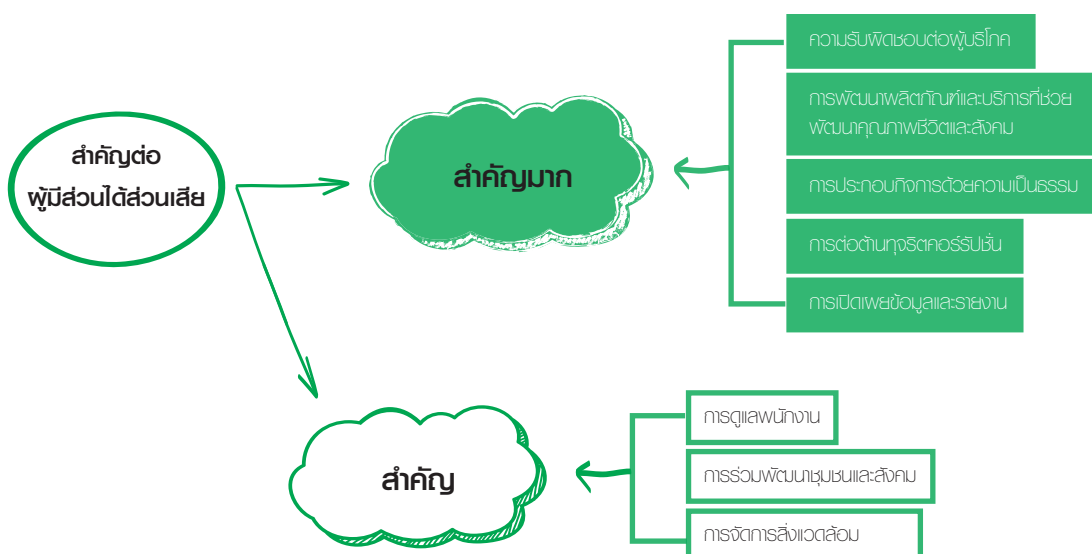 สำคัญต่อ
ผู้มีส่วนได้ส่วนเสีย
สำคัญมาก
ความรับผิดชอบต่อผู้บริโภค
การพัฒนาผลิตภัณฑ์และบริการที่ช่วย
พัฒนาคุณภาพชีวิตและสังคม
การประกอบกิจการด้วยความเป็นธรรม
การต่อต้านทุจริตคอร์รัปชั่น
การเปิดเผยข้อมูลและรายงาน
สำคัญ
การดูแลพนักงาน
การร่วมพัฒนาชุมชนและสังคม
การจัดการสิ่งแวดล้อม